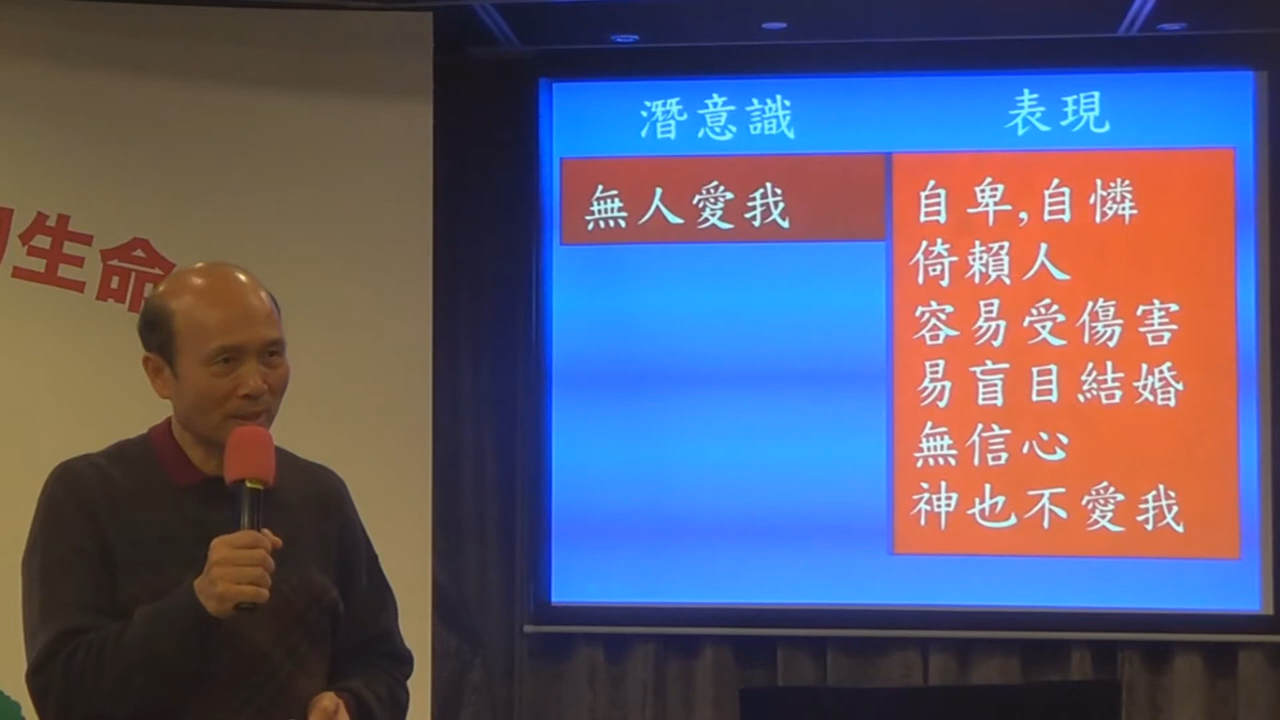 生命
潛意識
表現
無人愛我
自卑,自憐
倚賴人
容易受傷害
易盲目結婚
無信心
神也不愛我